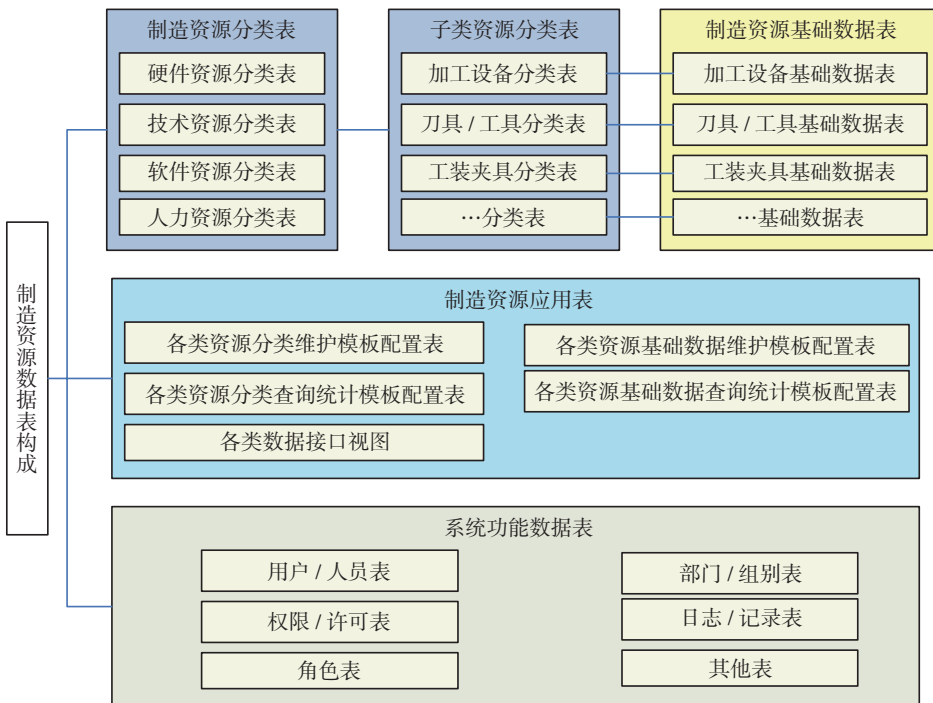 制造资源数据表构成
制造资源分类表
硬件资源分类表
技术资源分类表
软件资源分类表
人力资源分类表
子类资源分类表
加工设备分类表
刀具 / 工具分类表
工装夹具分类表
…分类表
制造资源基础数据表
加工设备基础数据表
刀具 / 工具基础数据表
工装夹具基础数据表
…基础数据表
制造资源应用表
各类资源分类维护模板配置表
各类资源基础数据维护模板配置表
各类资源分类查询统计模板配置表
各类资源基础数据查询统计模板配置表
各类数据接口视图
系统功能数据表
用户 / 人员表
部门 / 组别表
权限 / 许可表
日志 / 记录表
角色表
其他表